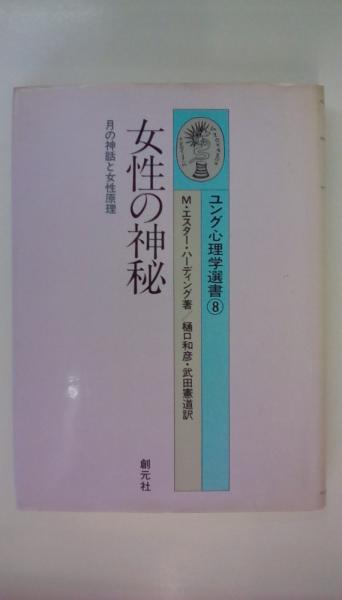 ユング心理学選書⑧
M・エスター・ハーディング著/樋口和彦・武田憲道訳
女性の神秘
月の神話と女性原理
創元社